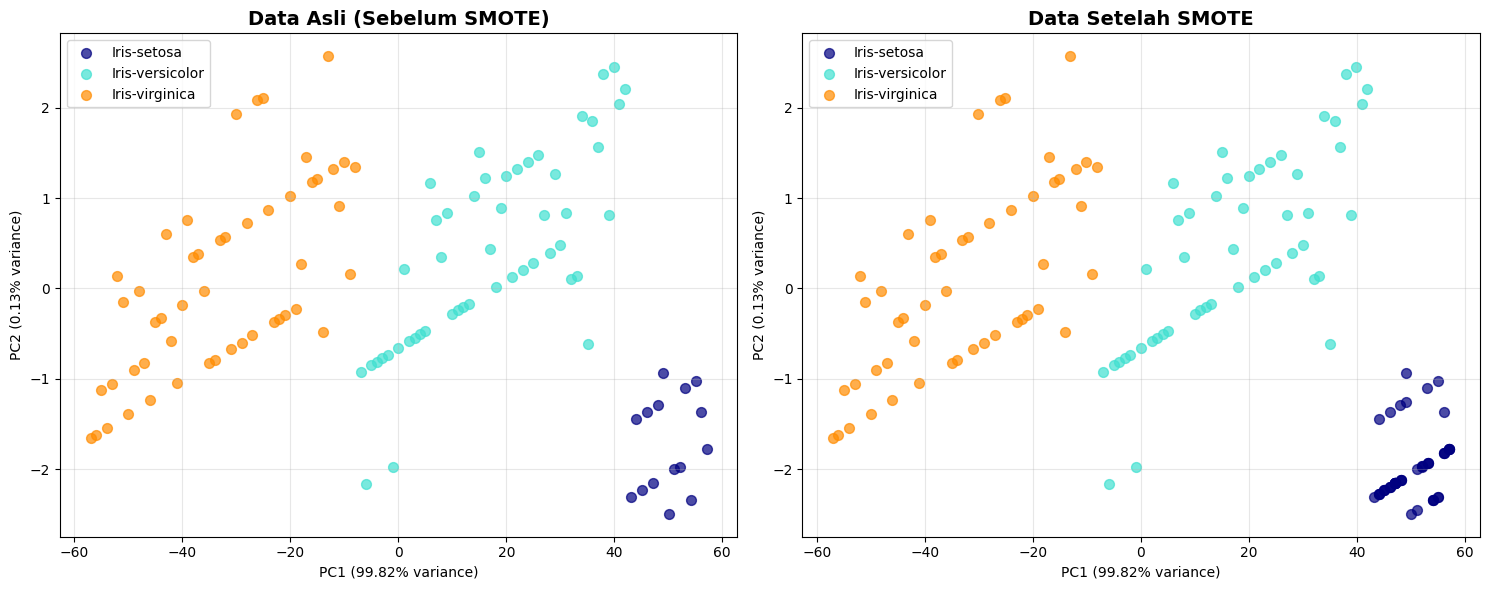 Data Asli (Sebelum SMOTE)
Iris-setosa
Iris-versicolor
Iris-virginica
2
1
0
−1
−2
PC2 (0.13% variance)
−60
−40
−20
0
20
40
60
PC1 (99.82% variance)
Data Setelah SMOTE
Iris-setosa
Iris-versicolor
Iris-virginica
2
1
0
−1
−2
PC2 (0.13% variance)
−60
−40
−20
0
20
40
60
PC1 (99.82% variance)